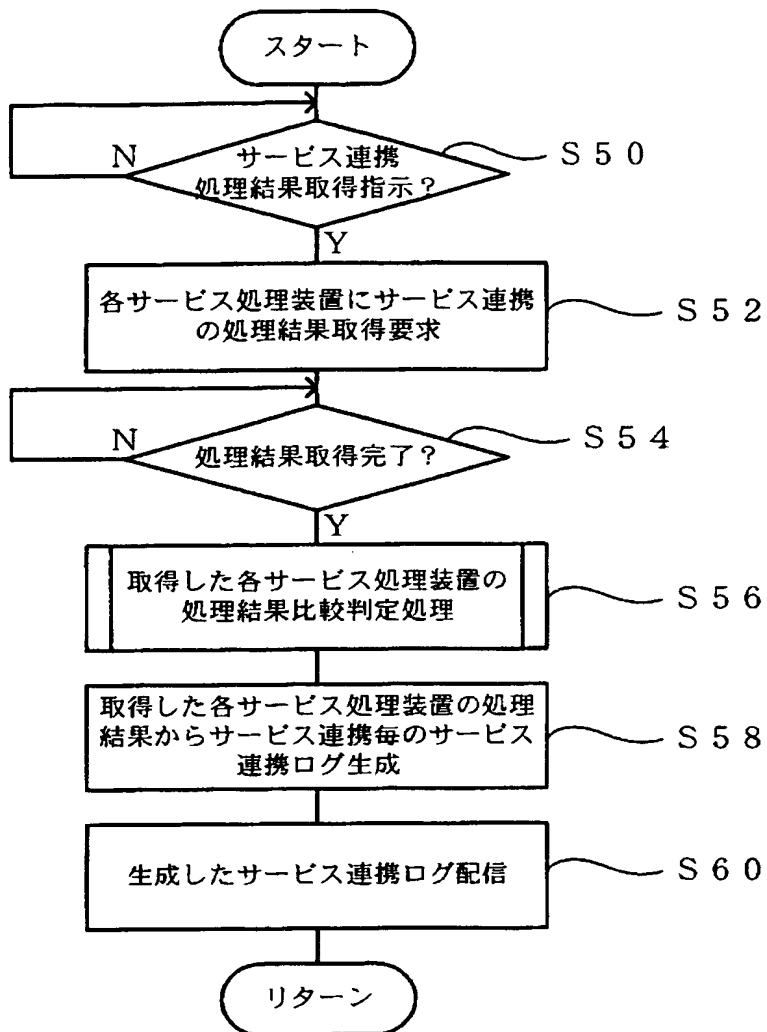 スタート
サービス連携
処理結果取得指示？
N
S50
Y
各サービス処理装置にサービス連携
の処理結果取得要求
S52
N
処理結果取得完了？
S54
Y
取得した各サービス処理装置の
処理結果比較判定処理
S56
取得した各サービス処理装置の処理
結果からサービス連携毎のサービス
連携ログ生成
S58
生成したサービス連携ログ配信
S60
リターン